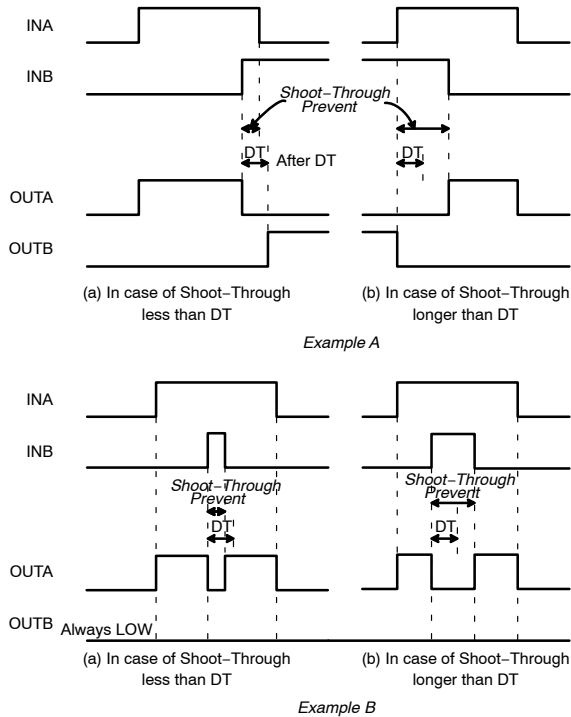 INA
INB
Shoot−Through
Prevent
DT
After DT
DT
OUTA
OUTB
(a) In case of Shoot−Through
less than DT
(b) In case of Shoot−Through
longer than DT
Example A
INA
INB
Shoot−Through
Prevent
DT
Shoot−Through
Prevent
DT
OUTA
OUTB
Always LOW
(a) In case of Shoot−Through
less than DT
(b) In case of Shoot−Through
longer than DT
Example B